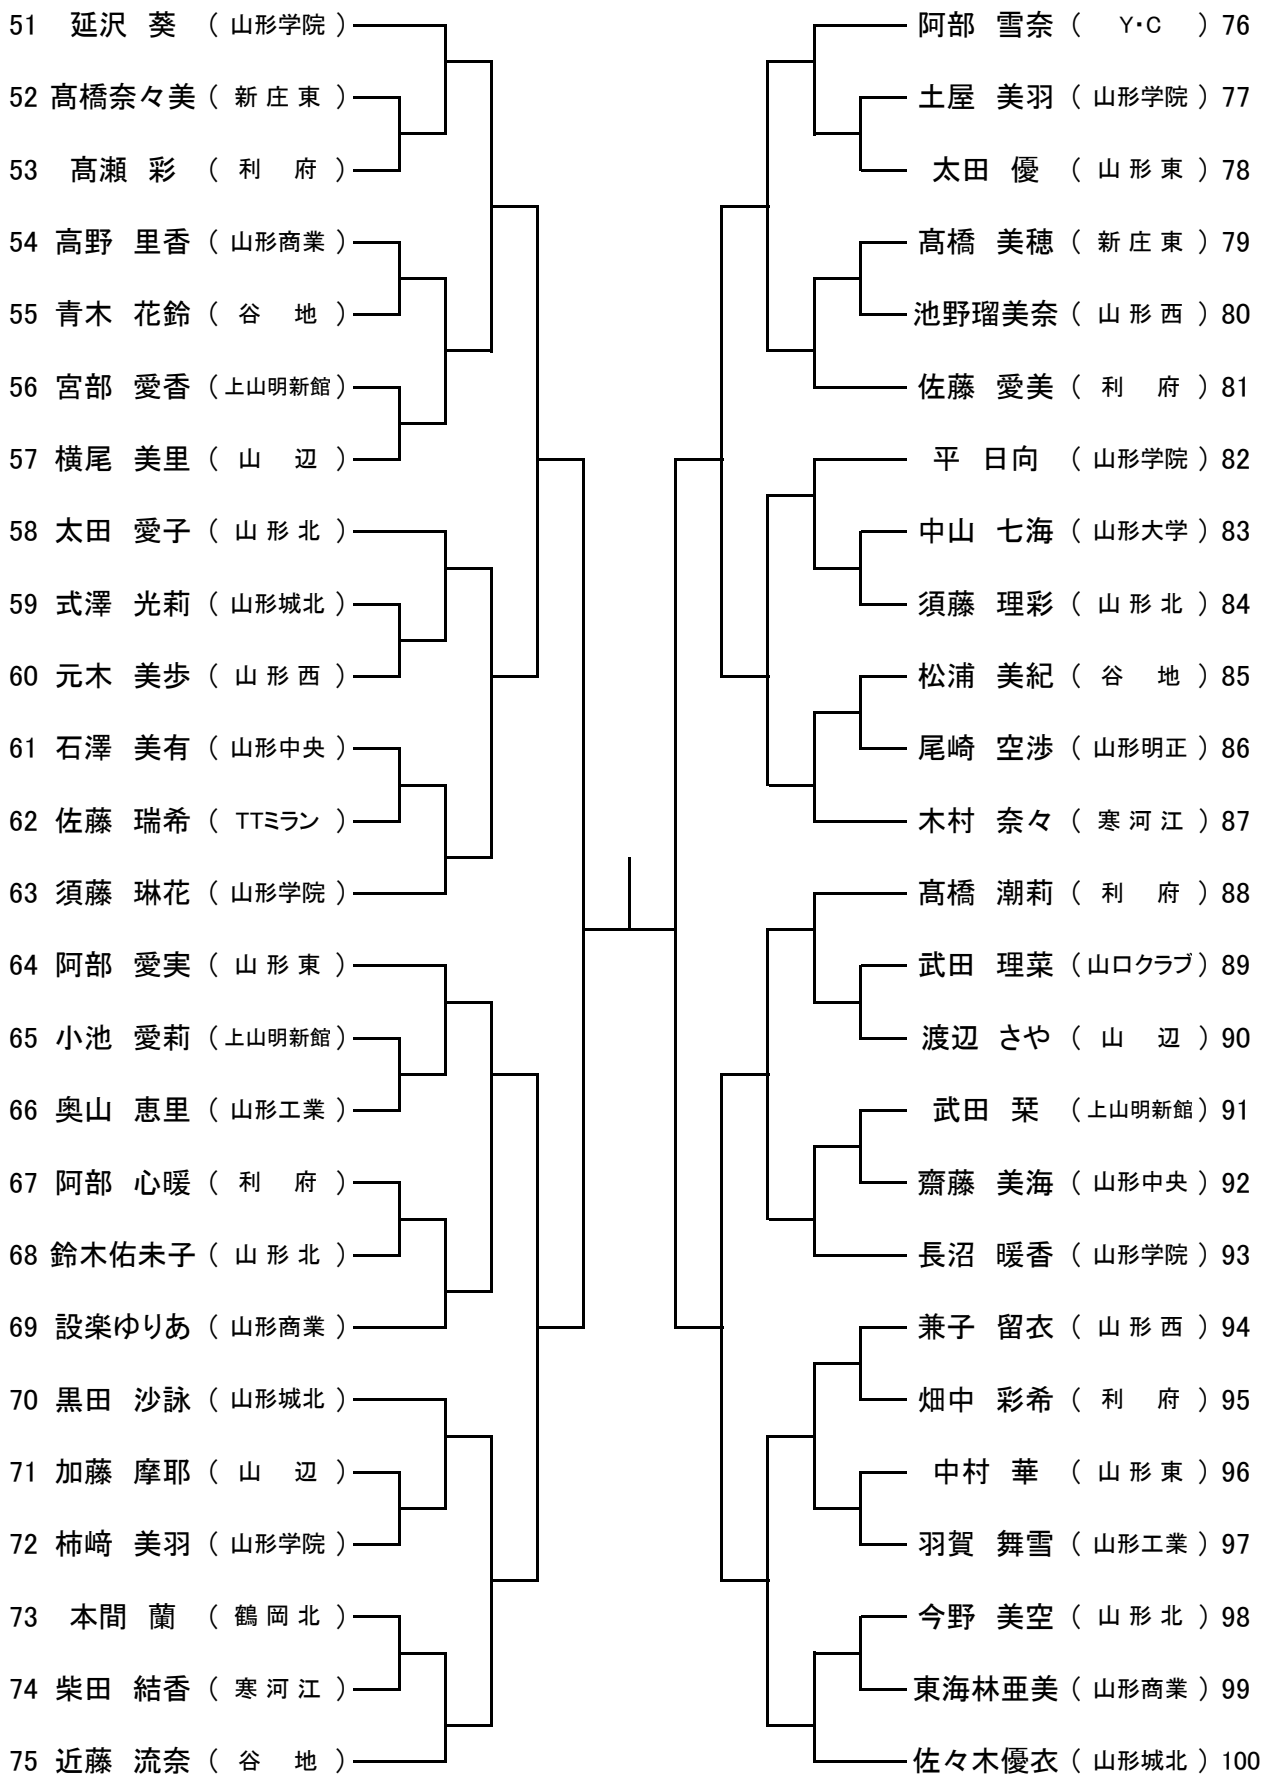 51 延沢 葵 ( 山形学院 )
52 髙橋奈々美 ( 新庄東 )
53 髙瀬 彩 ( 利 府 )
54 高野 里香 ( 山形商業 )
55 青木 花鈴 ( 谷 地 )
56 宮部 愛香 ( 上山明新館 )
57 横尾 美里 ( 山 辺 )
58 太田 愛子 ( 山形北 )
59 式澤 光莉 ( 山形城北 )
60 元木 美歩 ( 山形西 )
61 石澤 美有 ( 山形中央 )
62 佐藤 瑞希 ( TTミラン )
63 須藤 琳花 ( 山形学院 )
64 阿部 愛実 ( 山形東 )
65 小池 愛莉 ( 上山明新館 )
66 奥山 恵里 ( 山形工業 )
67 阿部 心暖 ( 利 府 )
68 鈴木佑未子 ( 山形北 )
69 設楽ゆりあ ( 山形商業 )
70 黒田 沙詠 ( 山形城北 )
71 加藤 摩耶 ( 山 辺 )
72 柿﨑 美羽 ( 山形学院 )
73 本間 蘭 ( 鶴岡北 )
74 柴田 結香 ( 寒河江 )
75 近藤 流奈 ( 谷 地 )
阿部 雪奈 ( Y・C ) 76
土屋 美羽 ( 山形学院 ) 77
太田 優 ( 山形東 ) 78
髙橋 美穂 ( 新庄東 ) 79
池野瑠美奈 ( 山形西 ) 80
佐藤 愛美 ( 利 府 ) 81
平 日向 ( 山形学院 ) 82
中山 七海 ( 山形大学 ) 83
須藤 理彩 ( 山形北 ) 84
松浦 美紀 ( 谷 地 ) 85
尾崎 空渉 ( 山形明正 ) 86
木村 奈々 ( 寒河江 ) 87
髙橋 潮莉 ( 利 府 ) 88
武田 理菜 ( 山口クラブ ) 89
渡辺 さや ( 山 辺 ) 90
武田 栞 ( 上山明新館 ) 91
齋藤 美海 ( 山形中央 ) 92
長沼 暖香 ( 山形学院 ) 93
兼子 留衣 ( 山形西 ) 94
畑中 彩希 ( 利 府 ) 95
中村 華 ( 山形東 ) 96
羽賀 舞雪 ( 山形工業 ) 97
今野 美空 ( 山形北 ) 98
東海林亜美 ( 山形商業 ) 99
佐々木優衣 ( 山形城北 ) 100